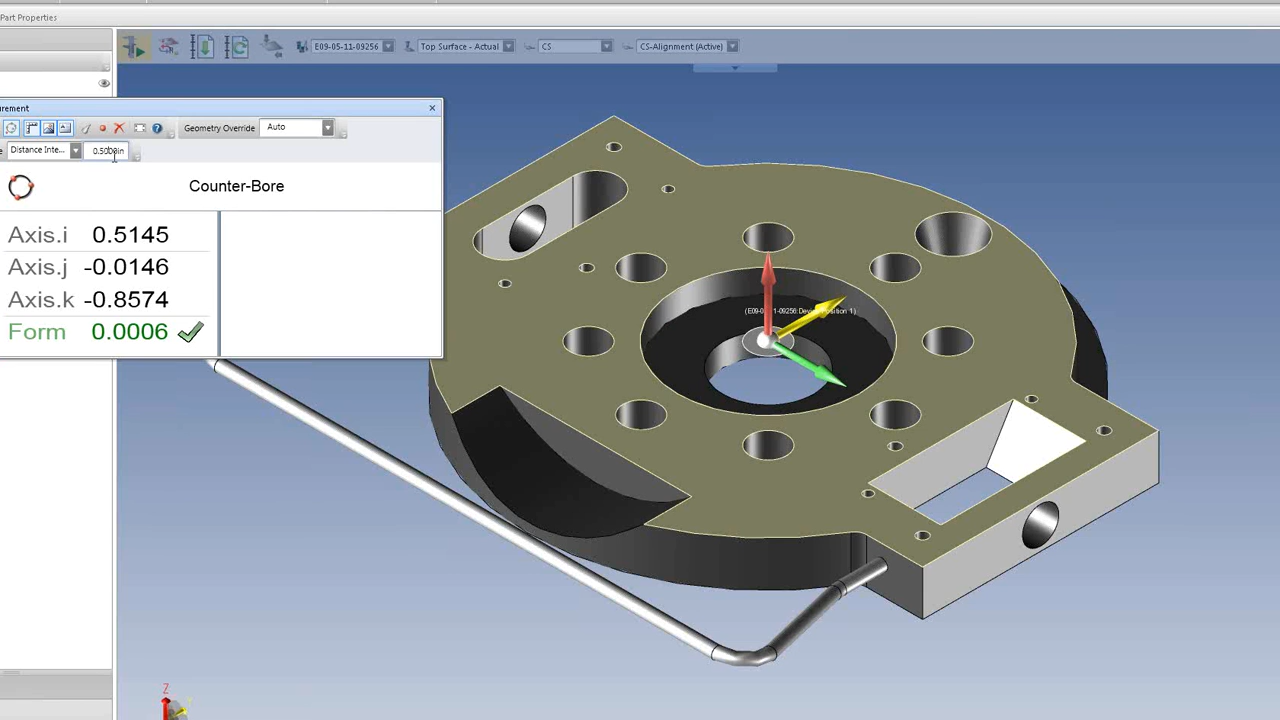 Part Properties
E09-05-11-09256
Top Surface - Actual
CS
CS-Alignment (Active)
urement
Geometry Override
Auto
Distance Inte...
Counter-Bore
Axis.i 0.5145
Axis.j -0.0146
Axis.k -0.8574
Form 0.0006
Z